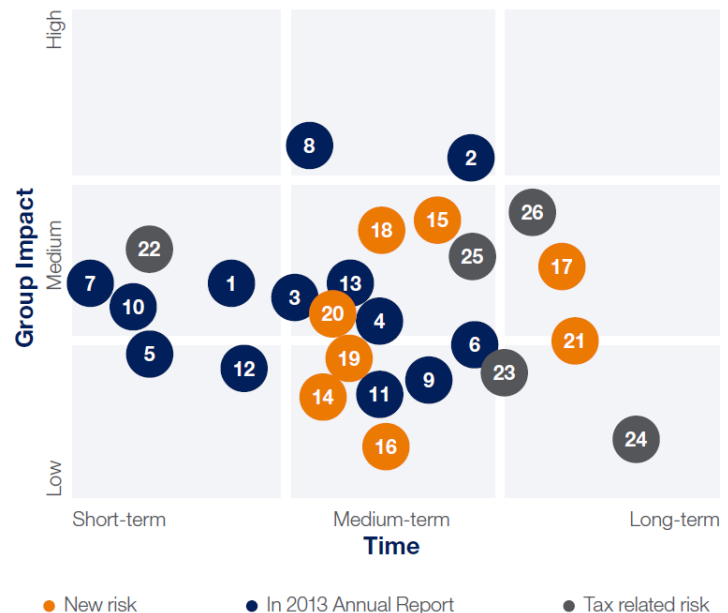 High
8
2
Group Impact
Medium
18
15
26
22
25
17
7
1
3
13
10
20
4
5
12
19
6
21
14
11
9
23
16
24
Low
Short-term
Medium-term
Long-term
Time
New risk
In 2013 Annual Report
Tax related risk